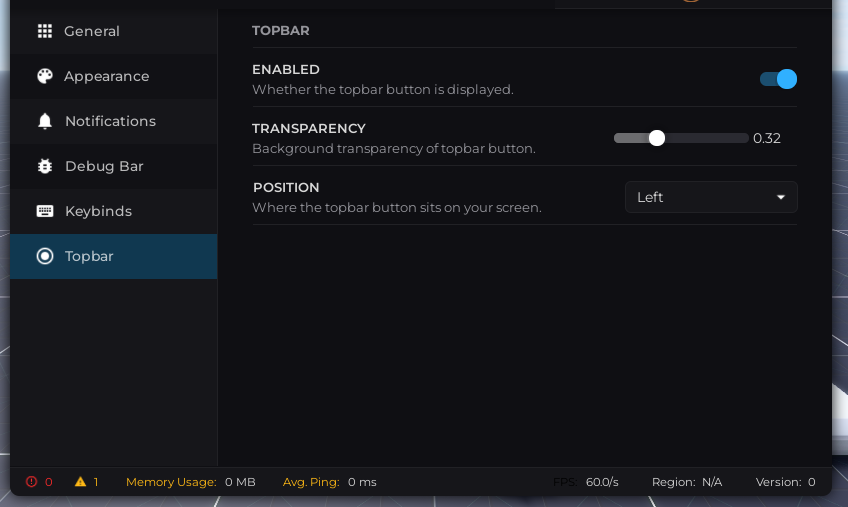 General
Appearance
Notifications
Debug Bar
Keybinds
Topbar
TOPBAR
ENABLED
Whether the topbar button is displayed.
TRANSPARENCY
Background transparency of topbar button.
0.32
POSITION
Where the topbar button sits on your screen.
Left
0 1 Memory Usage: 0 MB Avg. Ping: 0 ms FPS: 60.0/s Region: N/A Version: 0